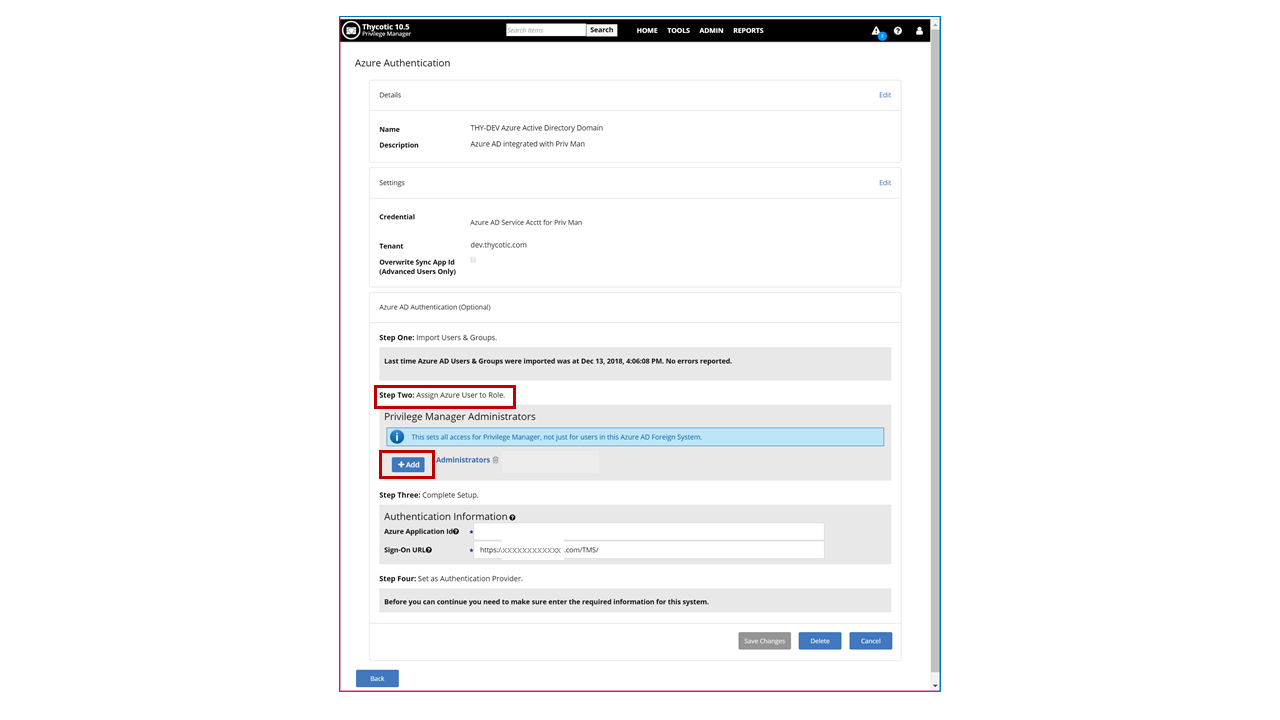 Thycotic 10.5
Privilege Manager
Search items
Search
HOME TOOLS ADMIN REPORTS
Azure Authentication
Details Edit
Name THY-DEV Azure Active Directory Domain
Description Azure AD integrated with Priv Man
Settings Edit
Credential Azure AD Service Acctt for Priv Man
Tenant dev.thycotic.com
Overwrite Sync App Id
(Advanced Users Only)
Azure AD Authentication (Optional)
Step One: Import Users & Groups.
Last time Azure AD Users & Groups were imported was at Dec 13, 2018, 4:06:08 PM. No errors reported.
Step Two: Assign Azure User to Role.
Privilege Manager Administrators
This sets all access for Privilege Manager, not just for users in this Azure AD Foreign System.
+ Add Administrators
Step Three: Complete Setup.
Authentication Information
Azure Application Id *
Sign-On URL * https://XXXXXXXXXXXXX.com/TMS/
Step Four: Set as Authentication Provider.
Before you can continue you need to make sure enter the required information for this system.
Save Changes Delete Cancel
Back